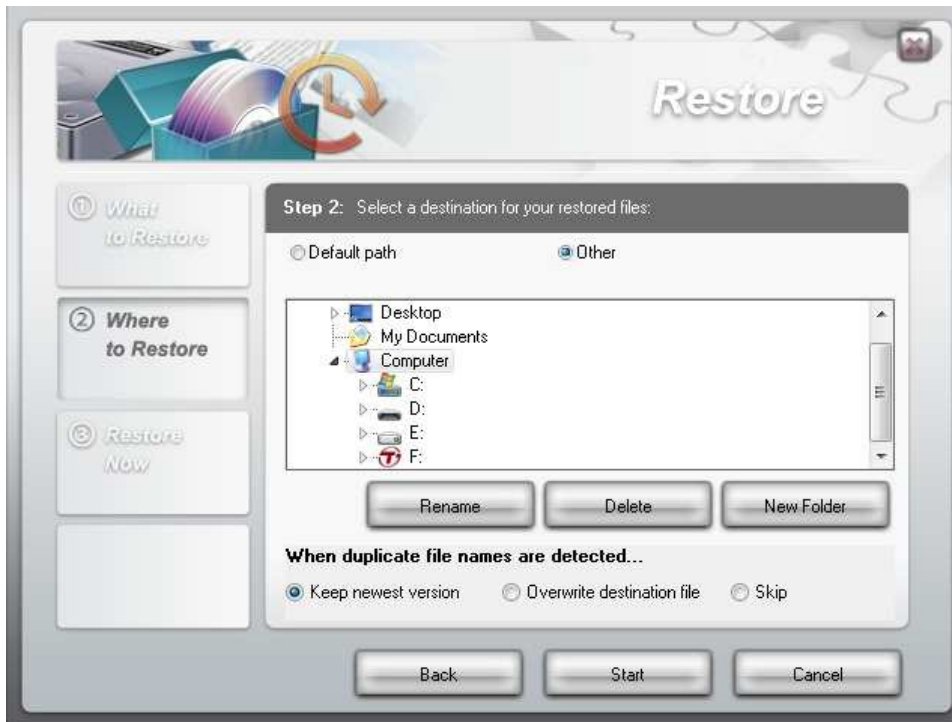 Restore
① What
to Restore
② Where
to Restore
③ Restore
Now
Step 2: Select a destination for your restored files:
Default path
Other
Desktop
My Documents
Computer
C:
D:
E:
F:
Rename
Delete
New Folder
When duplicate file names are detected...
Keep newest version
Overwrite destination file
Skip
Back
Start
Cancel